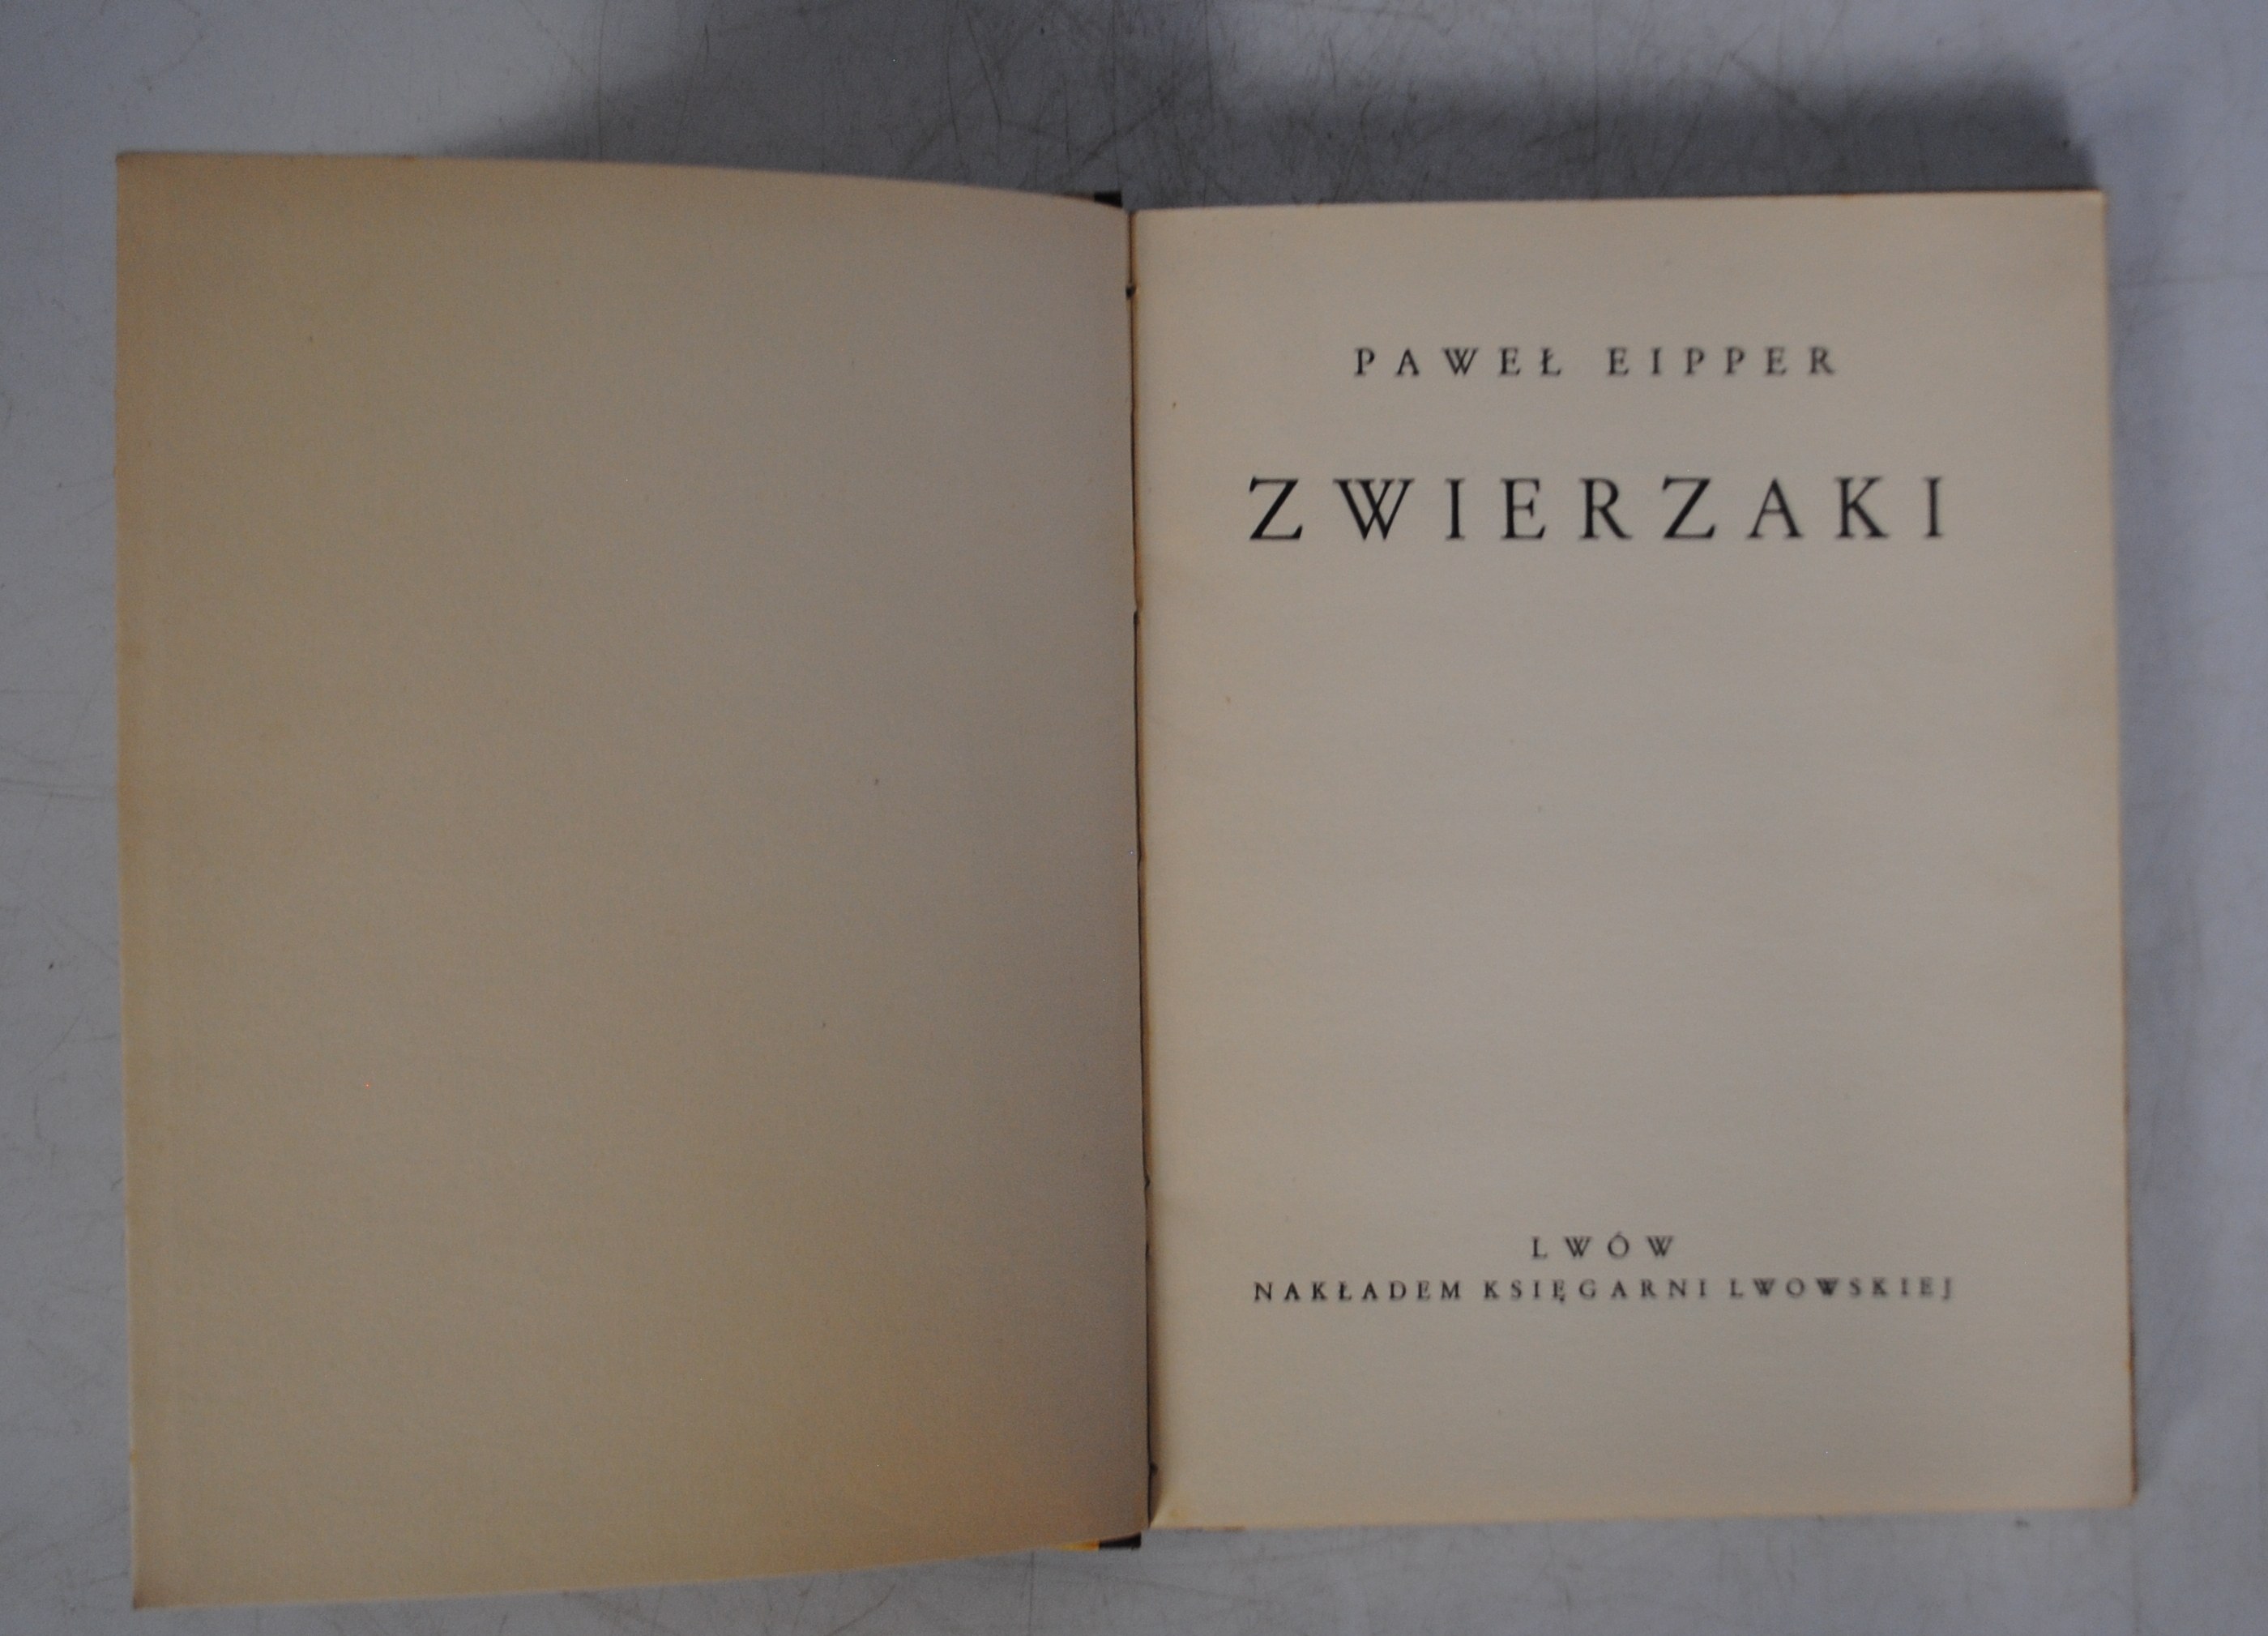 PAWEŁ EIPPER
ZWIERZAKI
LWÓW
NAKŁADEM KSIĘGARNI LWOWSKIEJ